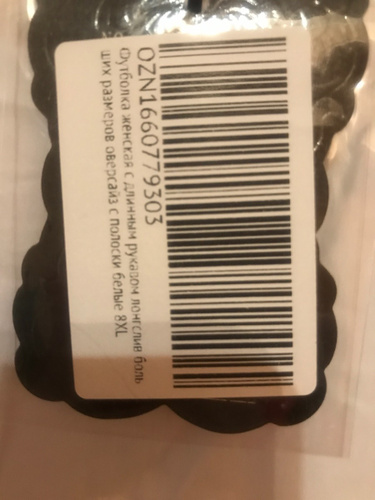 OZN1660779303
Футболка женская с длинным рукавом лонгслив боль
ших размеров оверсайз с полоски белые 8XL